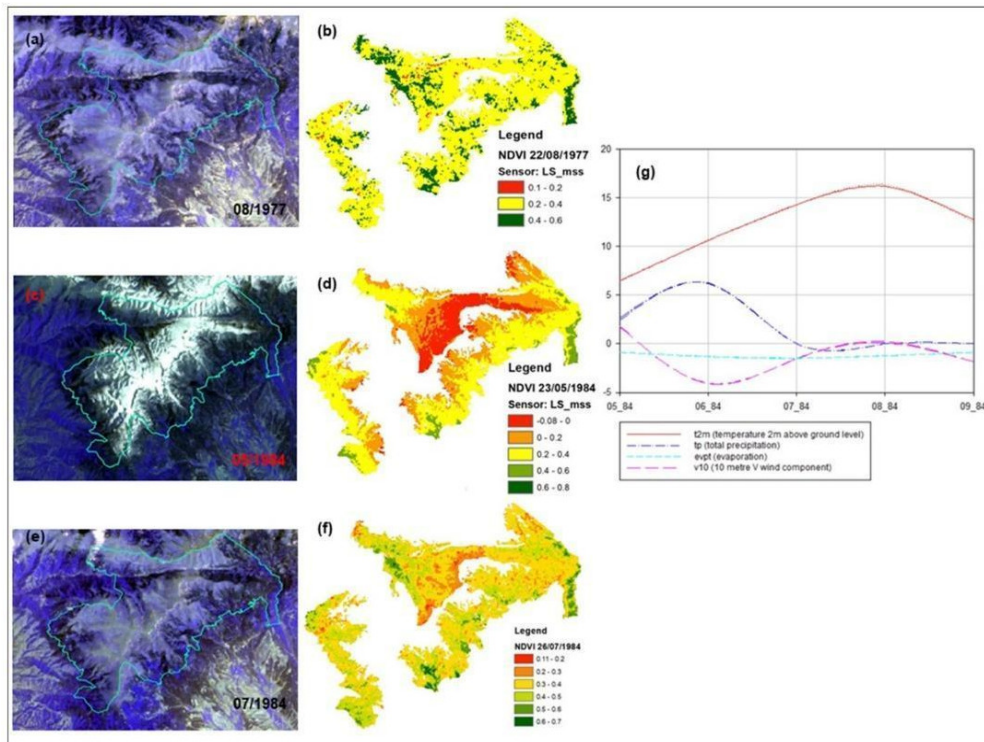 (a)
08/1977
(b)
Legend
NDVI 22/08/1977
Sensor: LS_mss
0.1 - 0.2
0.2 - 0.4
0.4 - 0.6
(c)
05/1984
(d)
Legend
NDVI 23/05/1984
Sensor: LS_mss
-0.08 - 0
0 - 0.2
0.2 - 0.4
0.4 - 0.6
0.6 - 0.8
(e)
07/1984
(f)
Legend
NDVI 26/07/1984
0.11 - 0.2
0.2 - 0.3
0.3 - 0.4
0.4 - 0.5
0.5 - 0.6
0.6 - 0.7
(g)
20
15
10
5
0
-5
05_84 06_84 07_84 08_84 09_84
t2m (temperature 2m above ground level)
tp (total precipitation)
evpt (evaporation)
v10 (10 metre V wind component)